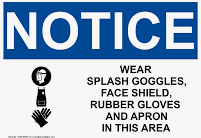 NOTICE
WEAR
SPLASH GOGGLES,
FACE SHIELD,
RUBBER GLOVES
AND APRON
IN THIS AREA